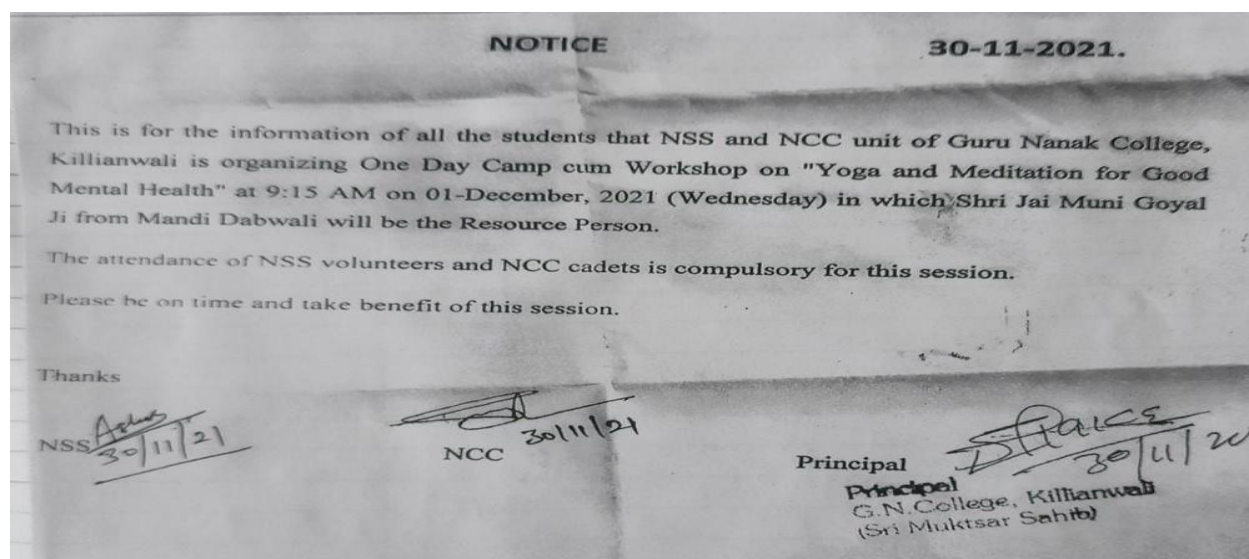 NOTICE 30-11-2021.
This is for the information of all the students that NSS and NCC unit of Guru Nanak College,
Killianwali is organizing One Day Camp cum Workshop on "Yoga and Meditation for Good
Mental Health" at 9:15 AM on 01-December, 2021 (Wednesday) in which Shri Jai Muni Goyal
Ji from Mandi Dabwali will be the Resource Person.
The attendance of NSS volunteers and NCC cadets is compulsory for this session.
Please be on time and take benefit of this session.
Thanks
NSS 30/11/21
NCC 30/11/21
Principal 30/11/20
Principal
G.N.College, Killianwali
(Sri Muktsar Sahib)